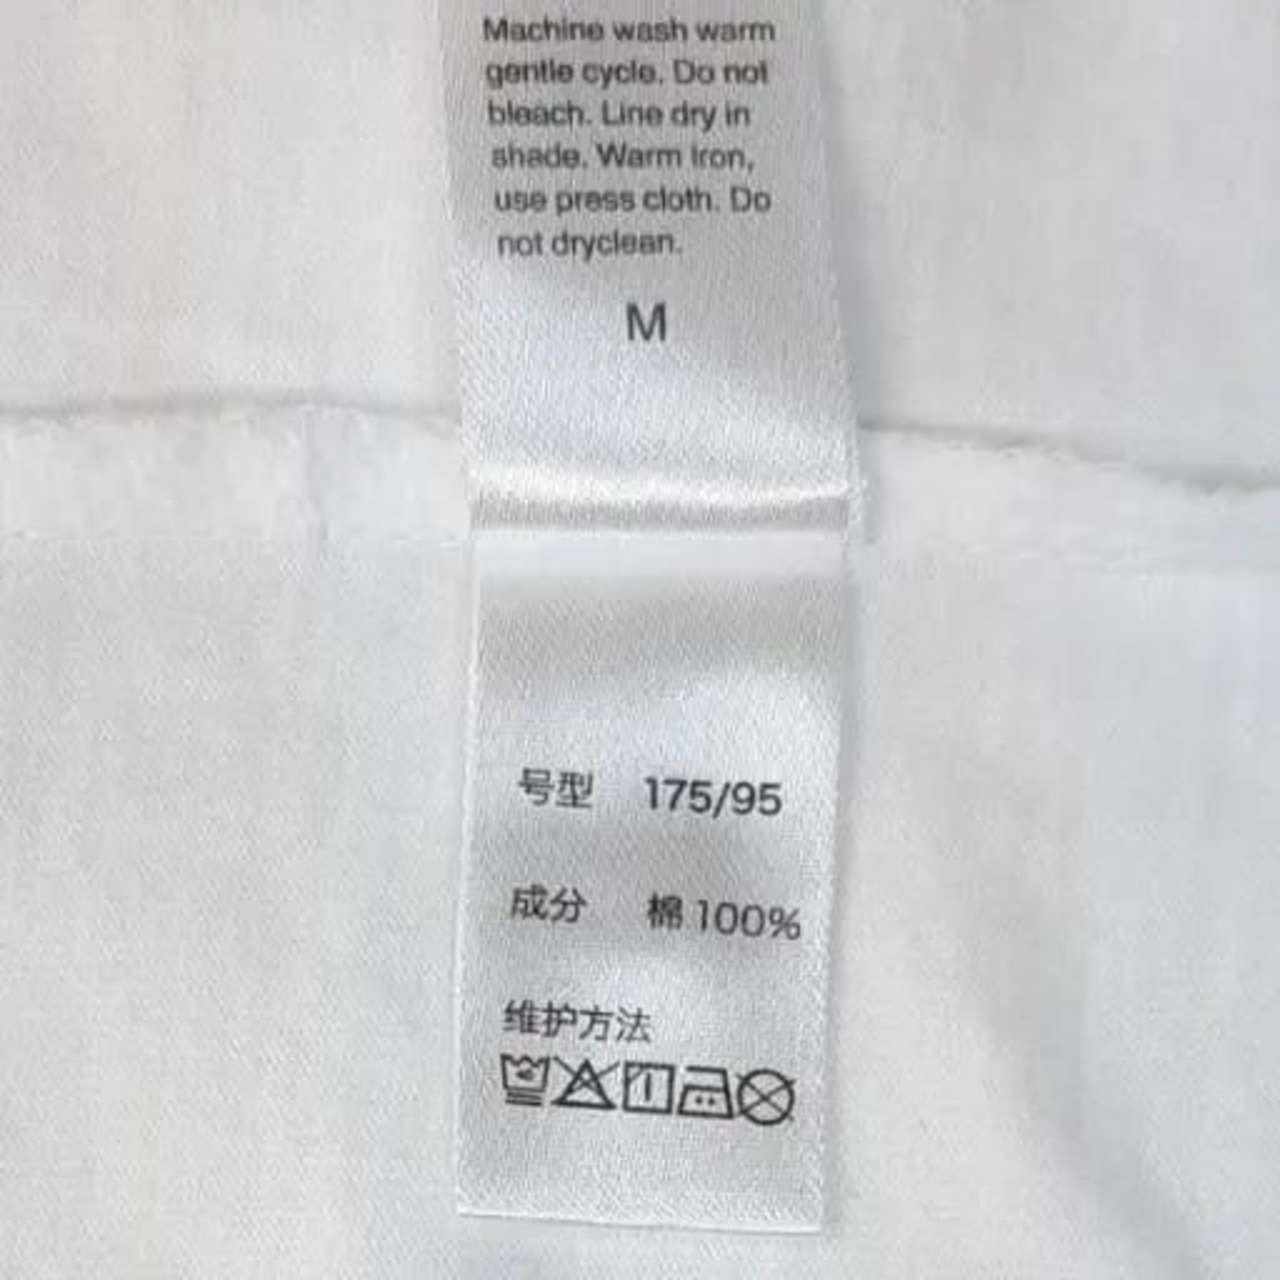 Machine wash warm
gentle cycle. Do not
bleach. Line dry in
shade. Warm iron,
use press cloth. Do
not dryclean.
M
号型 175/95
成分 棉 100%
维护方法